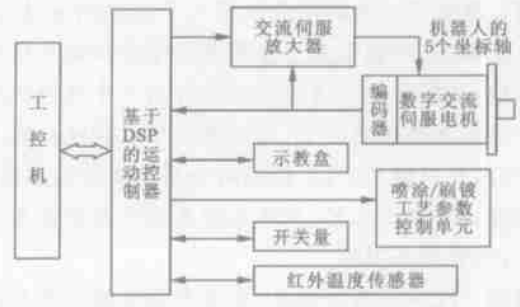 交流伺服
放大器
机器人的
5个坐标轴
工
控
机
基于
DSP
的运
动控
制器
编
码
器
数字交流
伺服电机
示教盒
喷涂/刷镀
工艺参数
控制单元
开关量
红外温度传感器